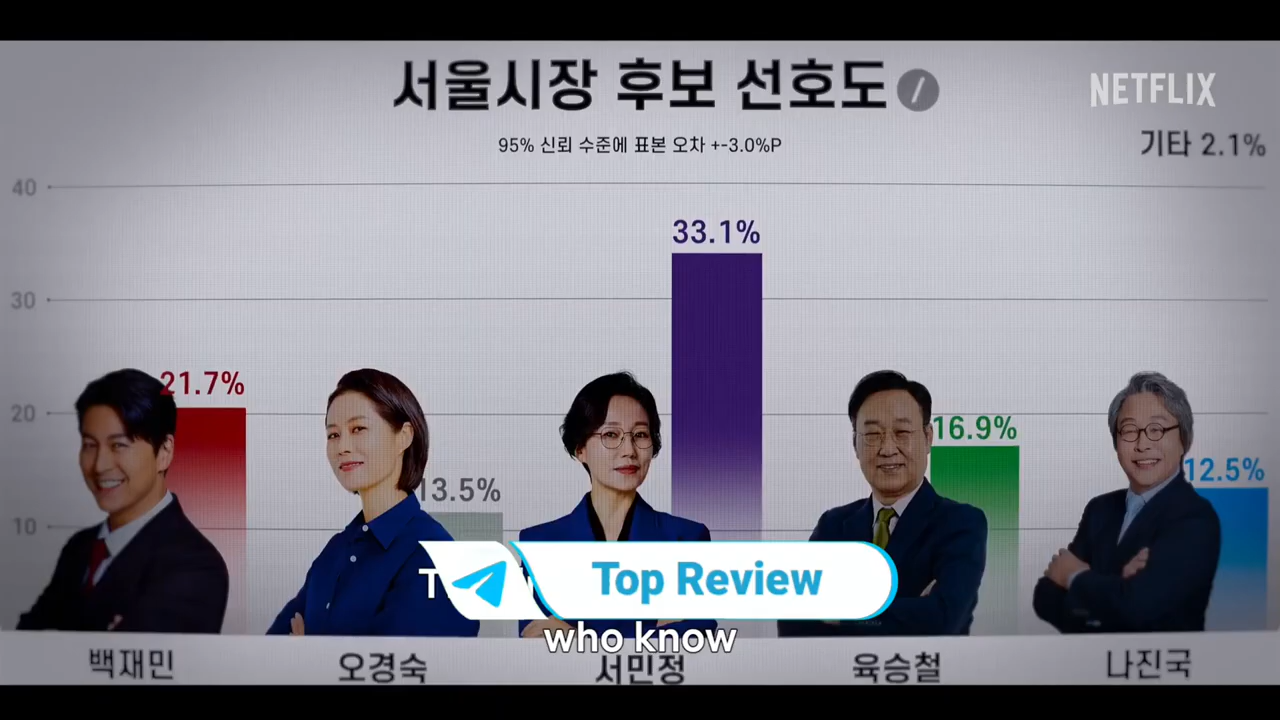 서울시장 후보 선호도
NETFLIX
95% 신뢰 수준에 표본 오차 +-3.0%P
기타 2.1%
40
33.1%
30
21.7%
20
16.9%
13.5%
12.5%
10
Top Review
who know
백재민
오경숙
서민정
육승철
나진국